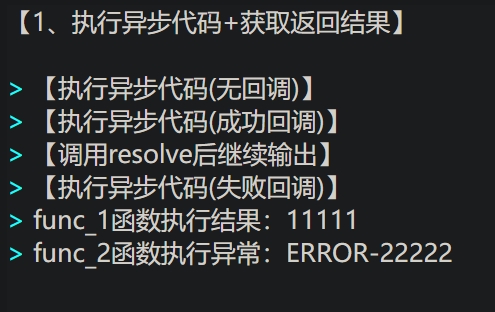 【1、执行异步代码+获取返回结果】
> 【执行异步代码(无回调)】
> 【执行异步代码(成功回调)】
> 【调用resolve后继续输出】
> 【执行异步代码(失败回调)】
> func_1函数执行结果：11111
> func_2函数执行异常：ERROR-22222